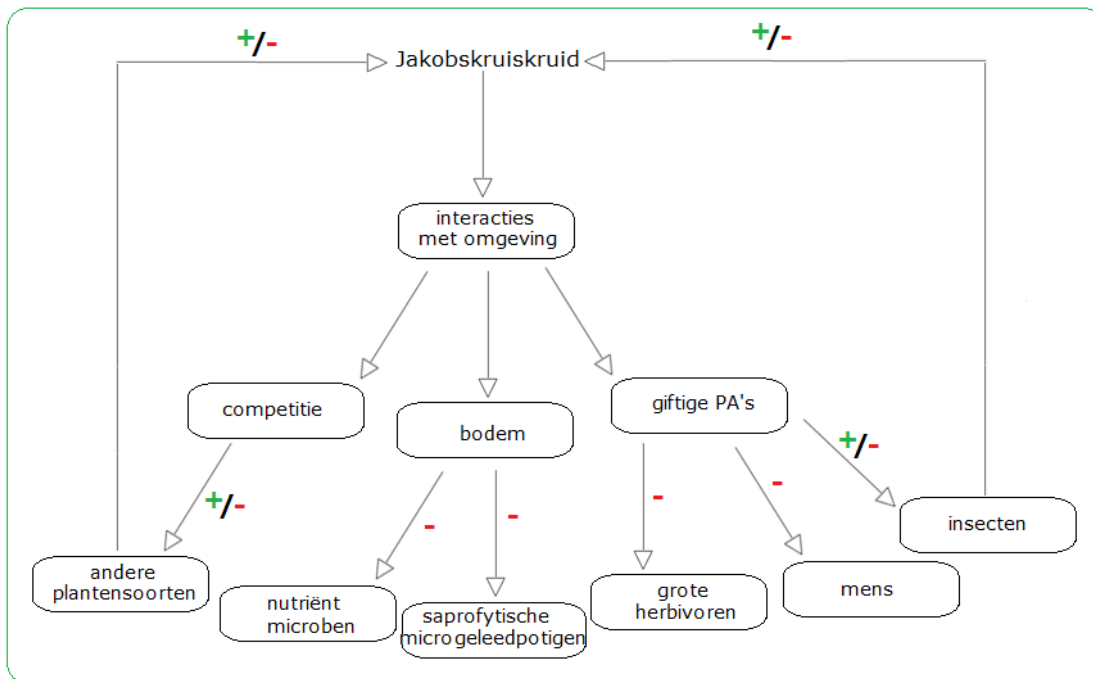 +/-
+/-
Jakobskruiskruid
interacties
met omgeving
competitie
bodem
giftige PA's
+/-
+/-
-
-
-
-
andere
plantensoorten
nutriënt
microben
saprofytische
microgeleedpotigen
grote
herbivoren
mens
insecten